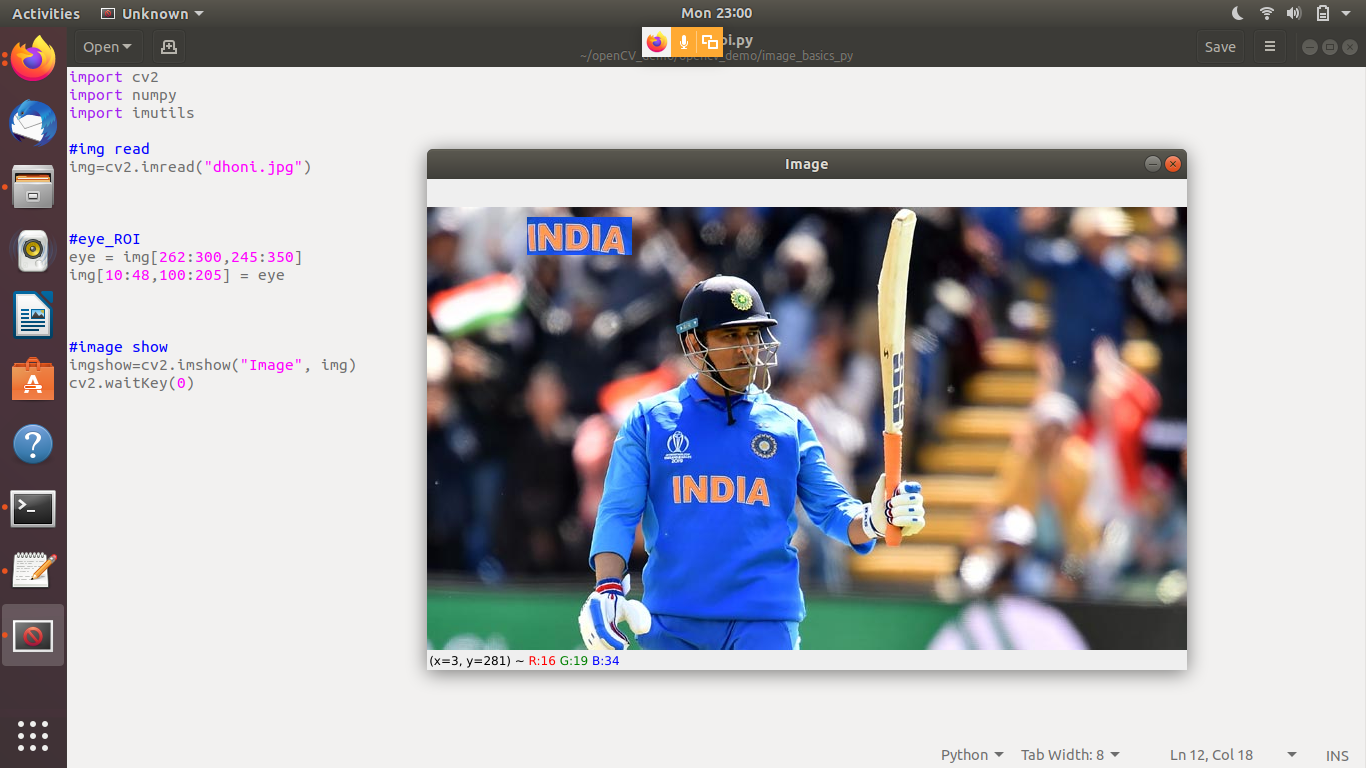 Activities
Unknown
Mon 23:00
Open
oi.py
~/openCV_demo/opencv_demo/image_basics_py
Save
import cv2
import numpy
import imutils
#img read
img=cv2.imread("dhoni.jpg")
#eye_ROI
eye = img[262:300,245:350]
img[10:48,100:205] = eye
#image show
imgshow=cv2.imshow("Image", img)
cv2.waitKey(0)
Image
INDIA
2019
INDIA
(x=3, y=281) ~ R:16 G:19 B:34
Python
Tab Width: 8
Ln 12, Col 18
INS